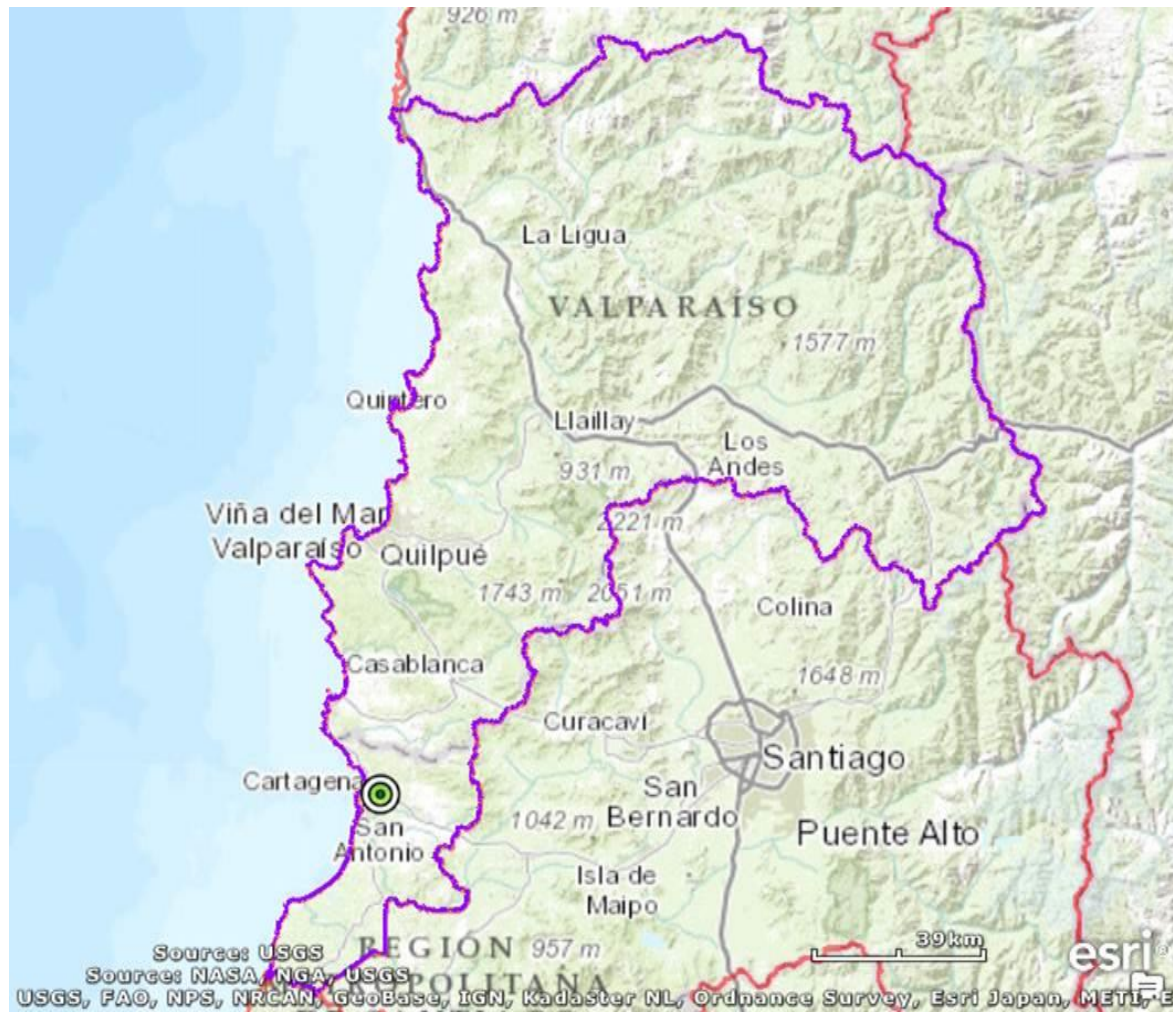 926 m
La Ligua
VALPARAÍSO
1577 m
Quintero
Llaillay
Los
Andes
931 m
Viña del Mar
Valparaíso
Quilpué
2221 m
1743 m
2051 m
Colina
Casablanca
1648 m
Curacaví
Santiago
Cartagena
San
Bernardo
San
Antonio
1042 m
Puente Alto
Isla de
Maipo
39km
esri
REGIÓN
957 m
Source: USGS
Source: NASA, NGA, USGS
USGS, FAO, NPS, NRCAN, GeoBase, IGN, Kadaster NL, Ordnance Survey, Esri Japan, METI, E